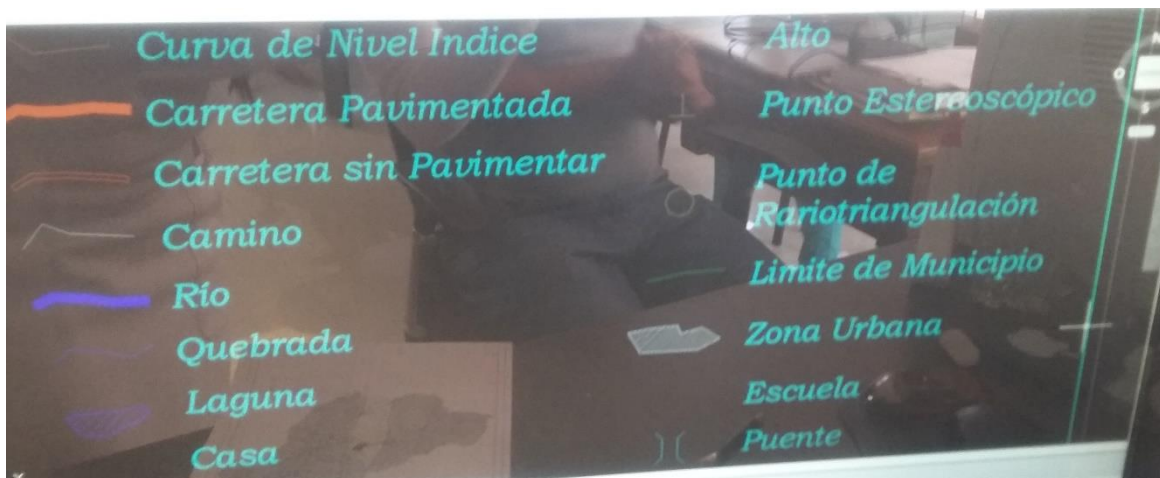 Curva de Nivel Indice
Carretera Pavimentada
Carretera sin Pavimentar
Camino
Río
Quebrada
Laguna
Casa
Alto
Punto Estereoscópico
Punto de
Rariotriangulación
Limite de Municipio
Zona Urbana
Escuela
Puente